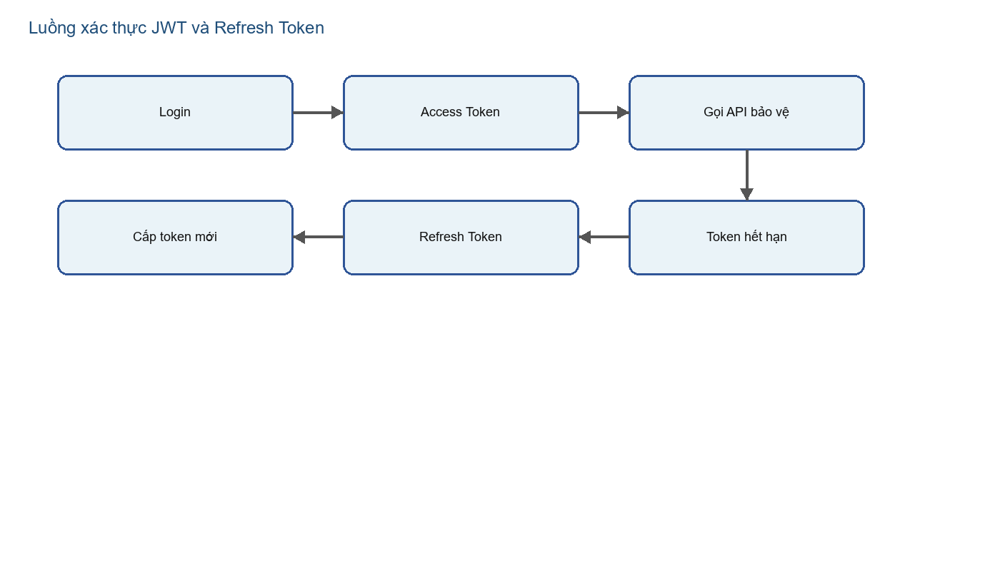 Luồng xác thực JWT và Refresh Token
Login
Access Token
Gọi API bảo vệ
Cấp token mới
Refresh Token
Token hết hạn